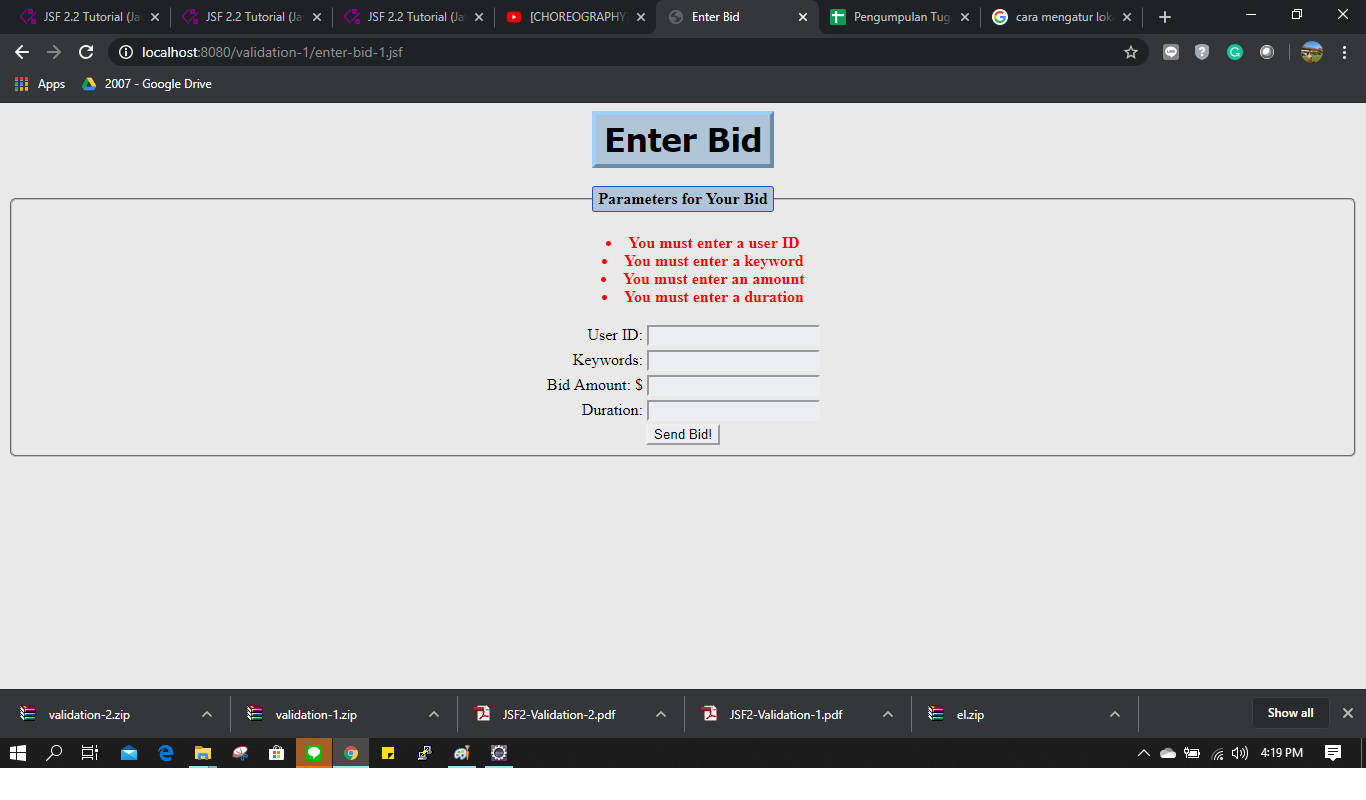 JSF 2.2 Tutorial (Ja
JSF 2.2 Tutorial (Ja
JSF 2.2 Tutorial (Ja
[CHOREOGRAPHY]
Enter Bid
Pengumpulan Tug
cara mengatur lok
localhost:8080/validation-1/enter-bid-1.jsf
Apps
2007 - Google Drive
Enter Bid
Parameters for Your Bid
• You must enter a user ID
• You must enter a keyword
• You must enter an amount
• You must enter a duration
User ID:
Keywords:
Bid Amount: $
Duration:
Send Bid!
validation-2.zip
validation-1.zip
JSF2-Validation-2.pdf
JSF2-Validation-1.pdf
el.zip
Show all
4:19 PM